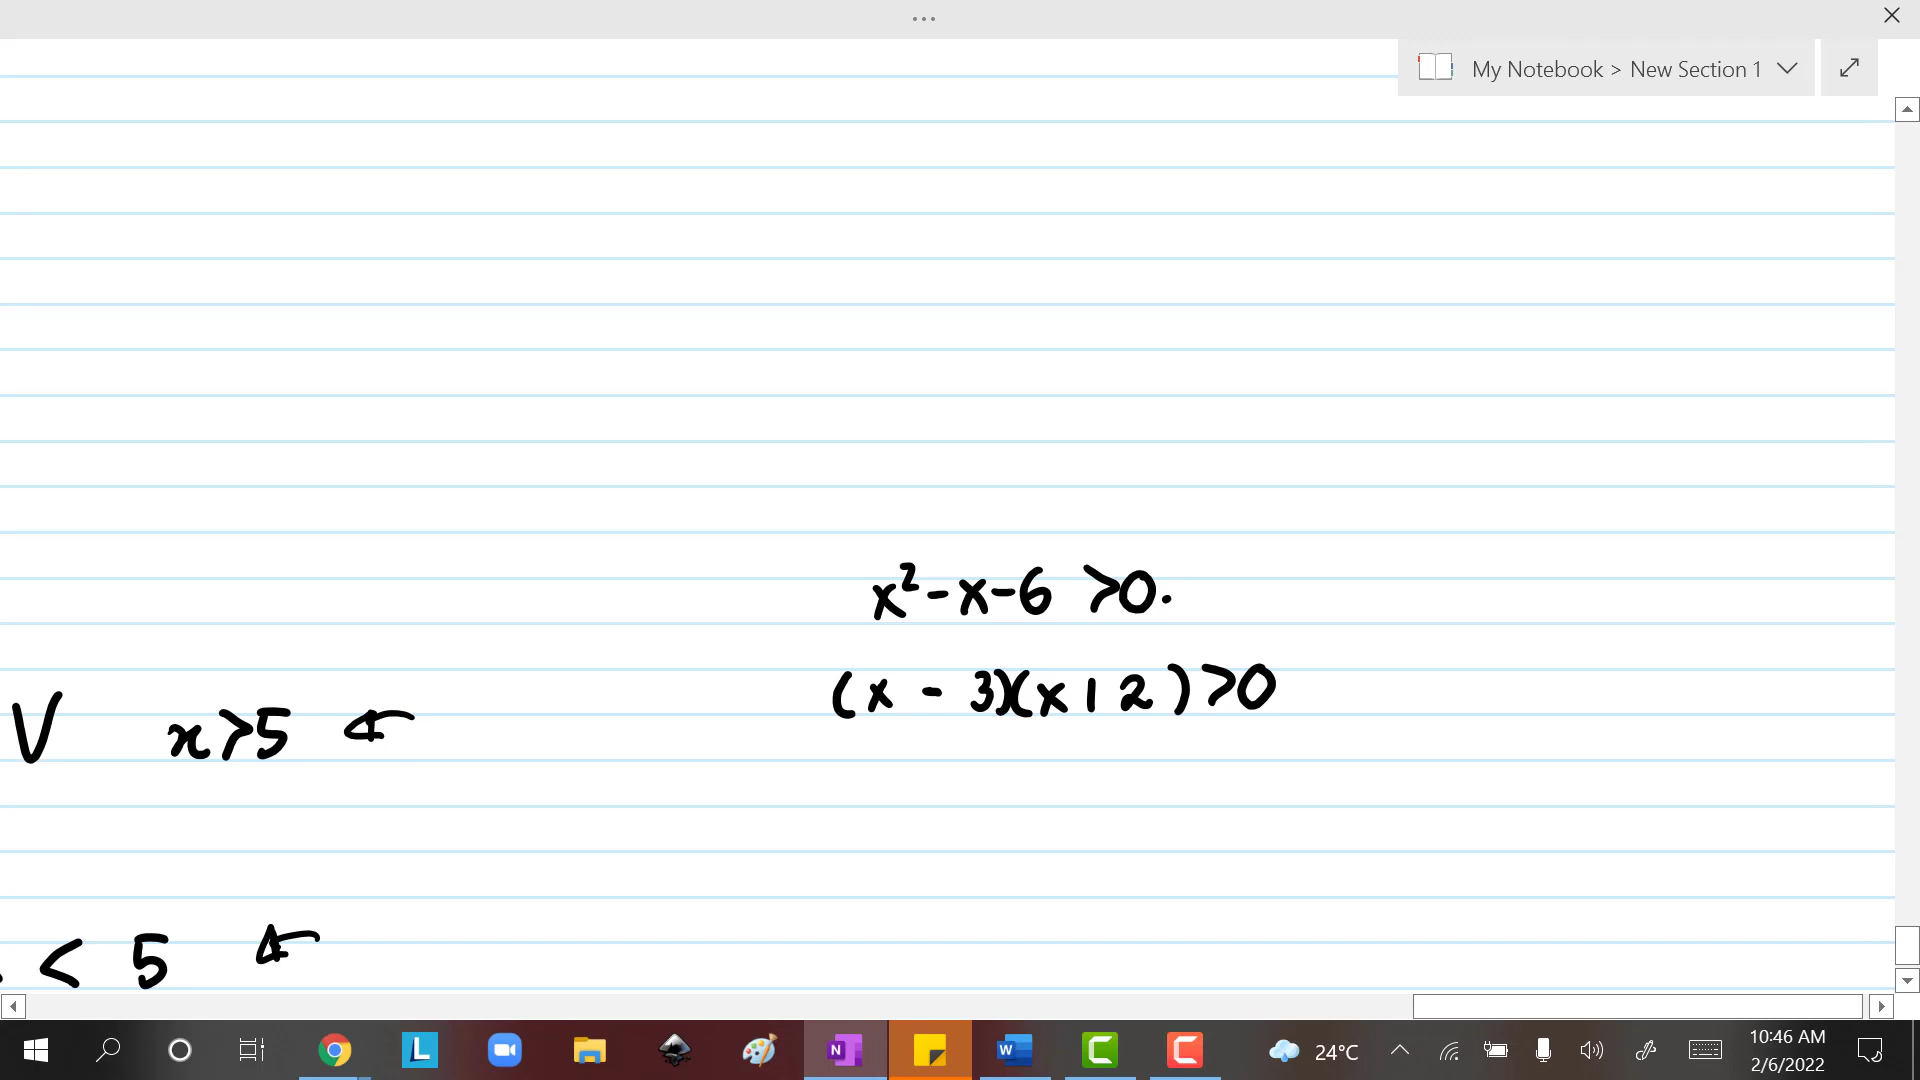 My Notebook > New Section 1
x² - x - 6 > 0.
(x - 3)(x | 2) > 0
V x > 5
< 5
24°C
10:46 AM
2/6/2022